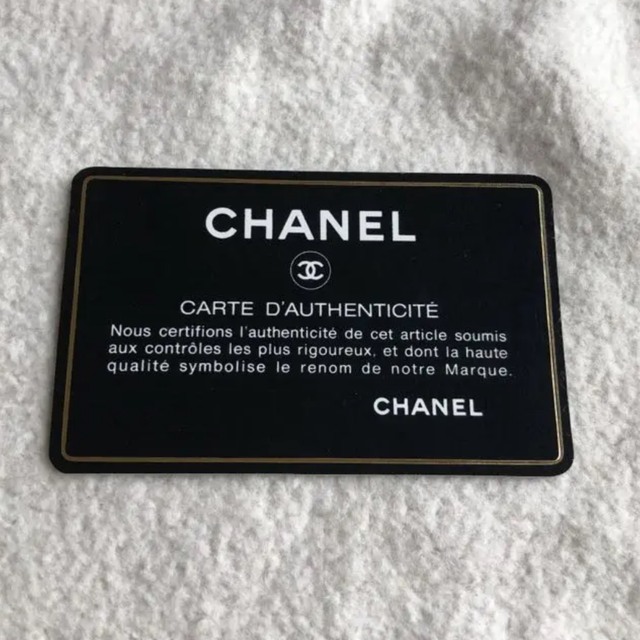 CHANEL
CARTE D'AUTHENTICITÉ
Nous certifions l'authenticité de cet article soumis
aux contrôles les plus rigoureux, et dont la haute
qualité symbolise le renom de notre Marque.
CHANEL